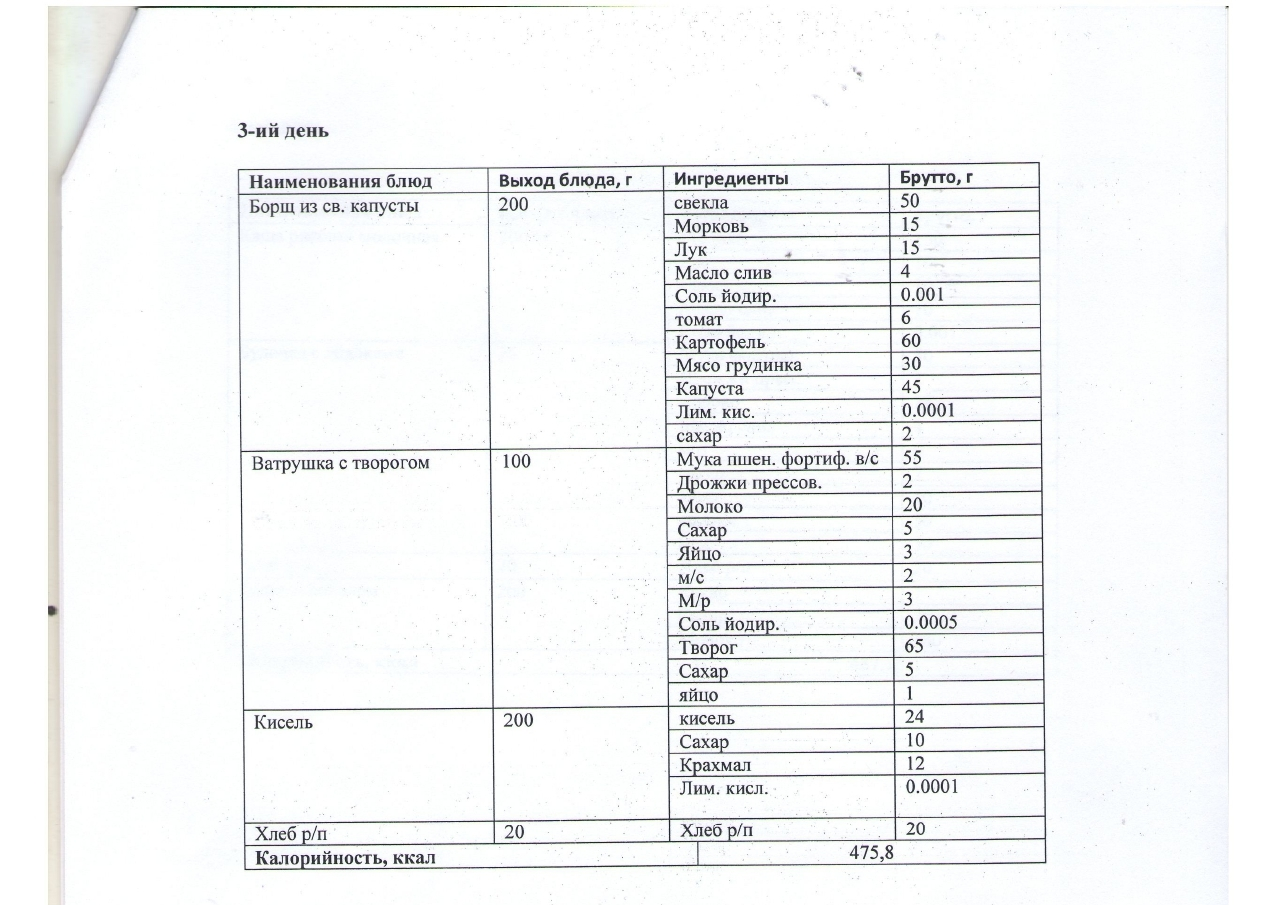 3-ий день
Наименования блюд Выход блюда, г Ингредиенты Брутто, г
Борщ из св. капусты 200 свекла 50
Морковь 15
Лук 15
Масло слив 4
Соль йодир. 0.001
томат 6
Картофель 60
Мясо грудинка 30
Капуста 45
Лим. кис. 0.0001
сахар 2
Ватрушка с творогом 100 Мука пшен. фортиф. в/с 55
Дрожжи прессов. 2
Молоко 20
Сахар 5
Яйцо 3
м/с 2
М/р 3
Соль йодир. 0.0005
Творог 65
Сахар 5
яйцо 1
Кисель 200 кисель 24
Сахар 10
Крахмал 12
Лим. кисл. 0.0001
Хлеб р/п 20 Хлеб р/п 20
Калорийность, ккал 475,8